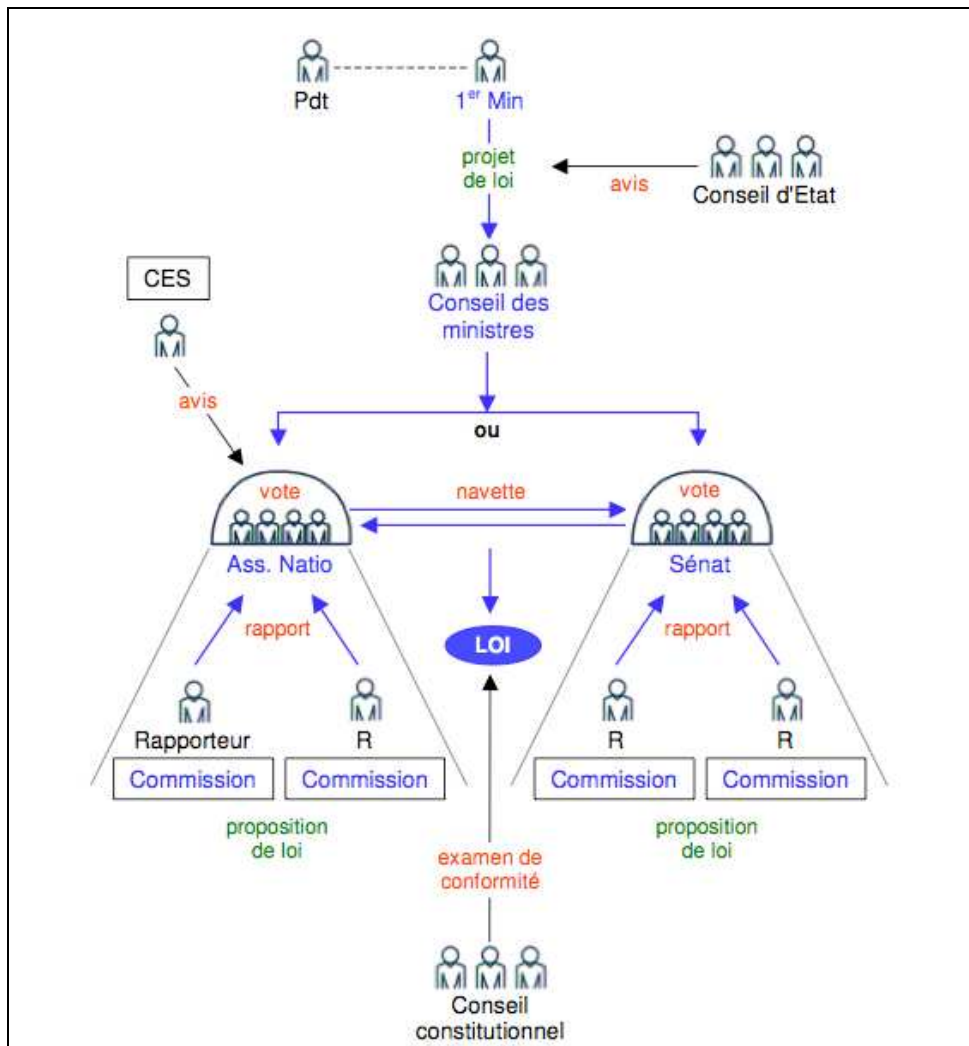 Pdt
1er Min
projet
de loi
avis
Conseil d'Etat
CES
Conseil des
ministres
avis
ou
vote
navette
vote
Ass. Natio
Sénat
rapport
LOI
rapport
Rapporteur
R
R
R
Commission
Commission
Commission
Commission
proposition
de loi
proposition
de loi
examen de
conformité
Conseil
constitutionnel